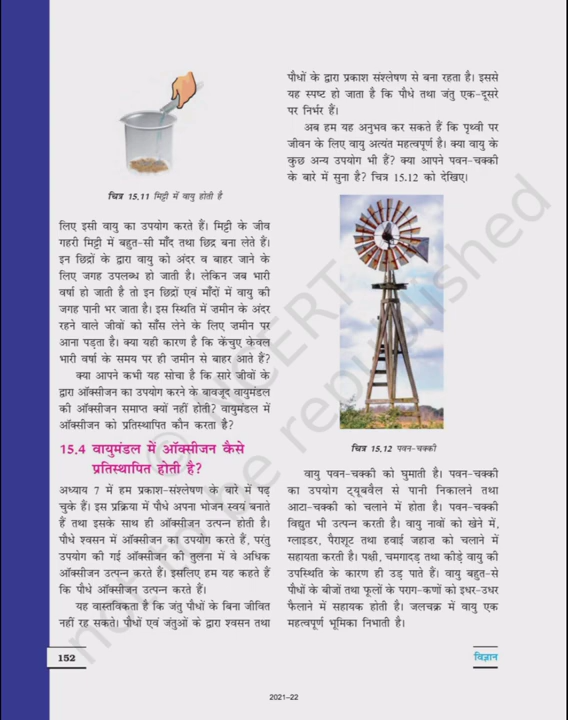 चित्र 15.11 मिट्टी में वायु होती है
लिए इसी वायु का उपयोग करते हैं। मिट्टी के जीव
गहरी मिट्टी में बहुत-सी माँद तथा छिद्र बना लेते हैं।
इन छिद्रों के द्वारा वायु को अंदर व बाहर जाने के
लिए जगह उपलब्ध हो जाती है। लेकिन जब भारी
वर्षा हो जाती है तो इन छिद्रों एवं माँदों में वायु की
जगह पानी भर जाता है। इस स्थिति में जमीन के अंदर
रहने वाले जीवों को साँस लेने के लिए ज़मीन पर
आना पड़ता है। क्या यही कारण है कि केंचुए केवल
भारी वर्षा के समय पर ही ज़मीन से बाहर आते हैं?
क्या आपने कभी यह सोचा है कि सारे जीवों के
द्वारा ऑक्सीजन का उपयोग करने के बावजूद वायुमंडल
की ऑक्सीजन समाप्त क्यों नहीं होती? वायुमंडल में
ऑक्सीजन को प्रतिस्थापित कौन करता है?
15.4 वायुमंडल में ऑक्सीजन कैसे
प्रतिस्थापित होती है?
अध्याय 7 में हम प्रकाश-संश्लेषण के बारे में पढ़
चुके हैं। इस प्रक्रिया में पौधे अपना भोजन स्वयं बनाते
हैं तथा इसके साथ ही ऑक्सीजन उत्पन्न होती है।
पौधे श्वसन में ऑक्सीजन का उपयोग करते हैं, परंतु
उपयोग की गई ऑक्सीजन की तुलना में वे अधिक
ऑक्सीजन उत्पन्न करते हैं। इसलिए हम यह कहते हैं
कि पौधे ऑक्सीजन उत्पन्न करते हैं।
यह वास्तविकता है कि जंतु पौधों के बिना जीवित
नहीं रह सकते। पौधों एवं जंतुओं के द्वारा श्वसन तथा
पौधों के द्वारा प्रकाश संश्लेषण से बना रहता है। इससे
यह स्पष्ट हो जाता है कि पौधे तथा जंतु एक-दूसरे
पर निर्भर हैं।
अब हम यह अनुभव कर सकते हैं कि पृथ्वी पर
जीवन के लिए वायु अत्यंत महत्वपूर्ण है। क्या वायु के
कुछ अन्य उपयोग भी हैं? क्या आपने पवन-चक्की
के बारे में सुना है? चित्र 15.12 को देखिए।
चित्र 15.12 पवन-चक्की
वायु पवन-चक्की को घुमाती है। पवन-चक्की
का उपयोग ट्यूबवैल से पानी निकालने तथा
आटा-चक्की को चलाने में होता है। पवन-चक्की
विद्युत भी उत्पन्न करती है। वायु नावों को खेने में,
ग्लाइडर, पैराशूट तथा हवाई जहाज़ को चलाने में
सहायता करती है। पक्षी, चमगादड़ तथा कीड़े वायु की
उपस्थिति के कारण ही उड़ पाते हैं। वायु बहुत-से
पौधों के बीजों तथा फूलों के पराग-कणों को इधर-उधर
फैलाने में सहायक होती है। जलचक्र में वायु एक
महत्वपूर्ण भूमिका निभाती है।
152
विज्ञान
2021–22
© NCERT
not to be republished